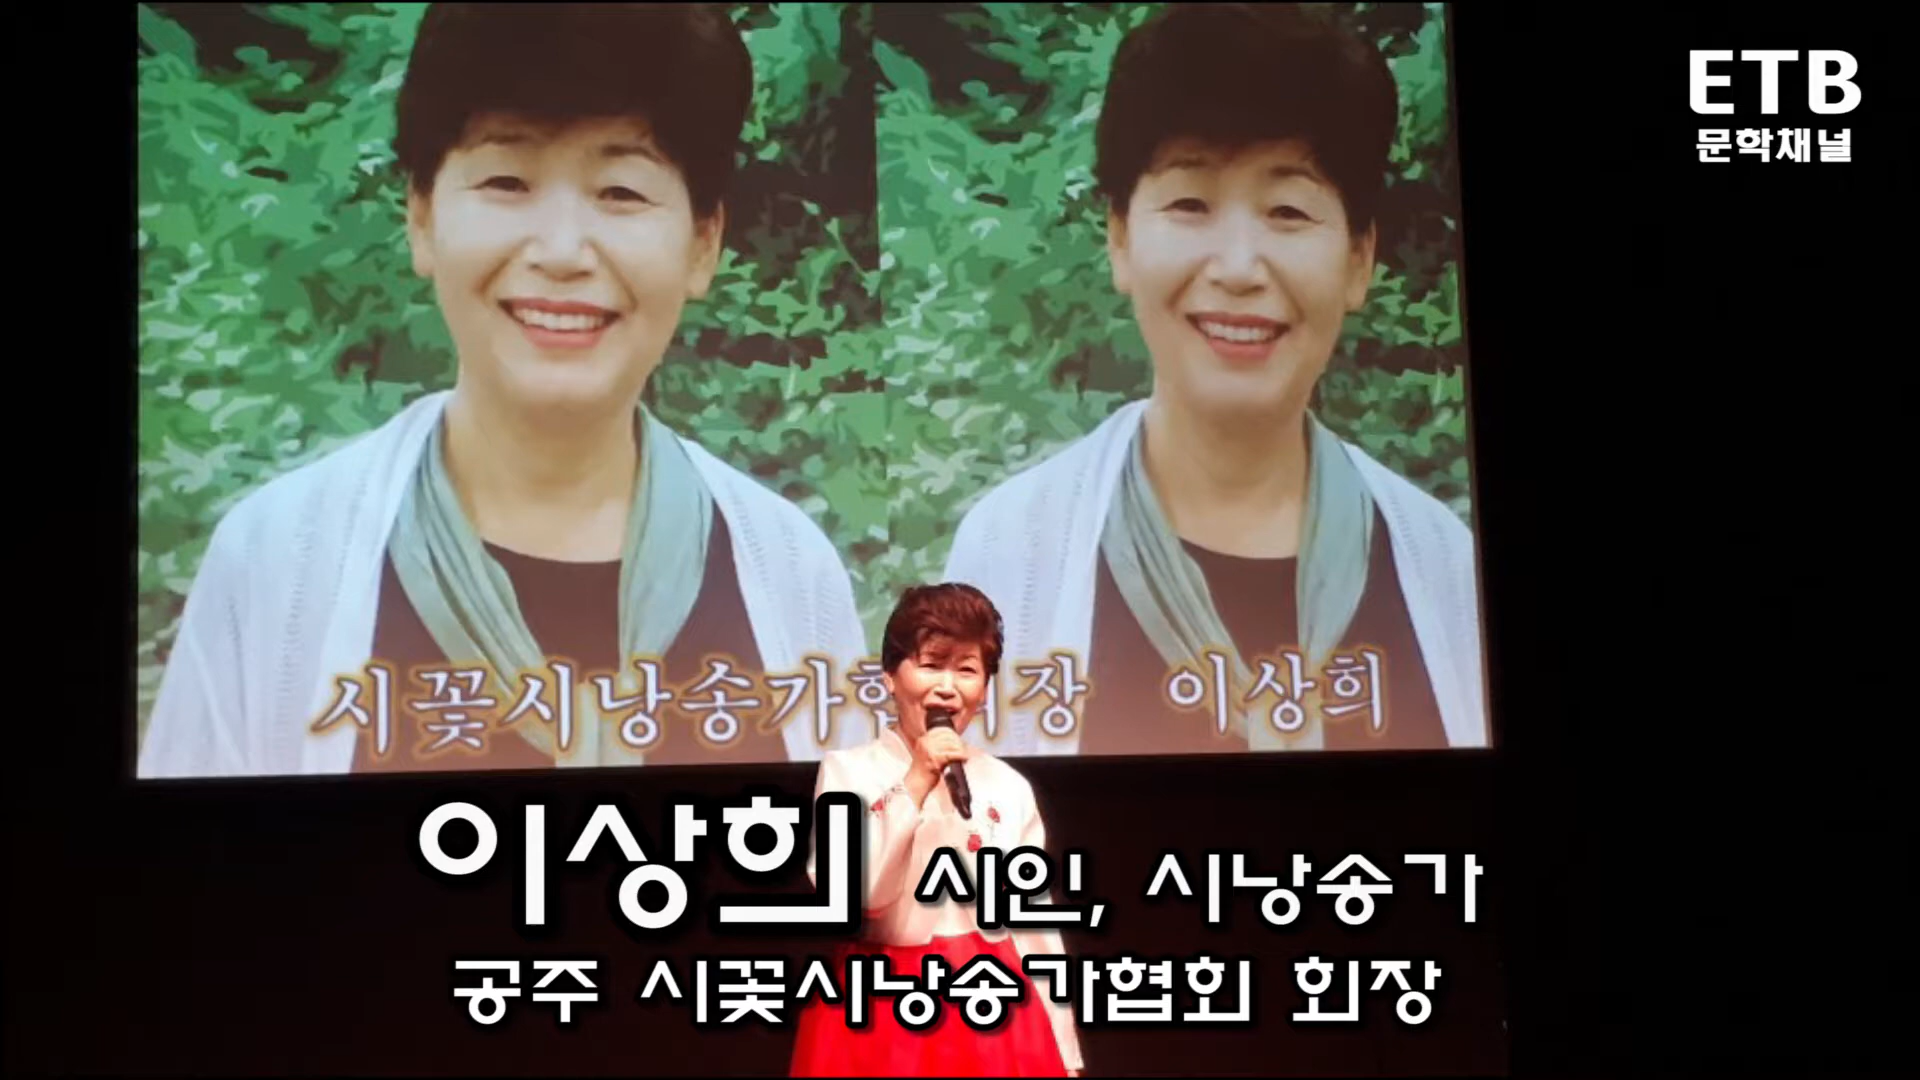 ETB
문학채널
시꽃시낭송가협 회장 이상희
이상희 시인, 시낭송가
공주 시꽃시낭송가협회 회장